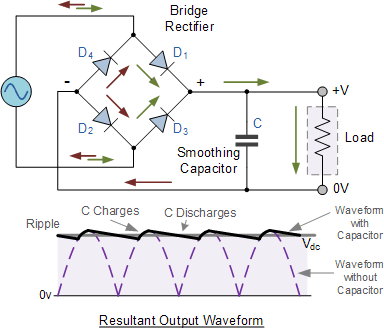 Bridge
Rectifier
D4
D1
-
+
+V
D2
D3
C
Load
Smoothing
Capacitor
0V
Ripple
C Charges
C Discharges
Waveform
with
Capacitor
Vdc
Waveform
without
Capacitor
0v
Resultant Output Waveform